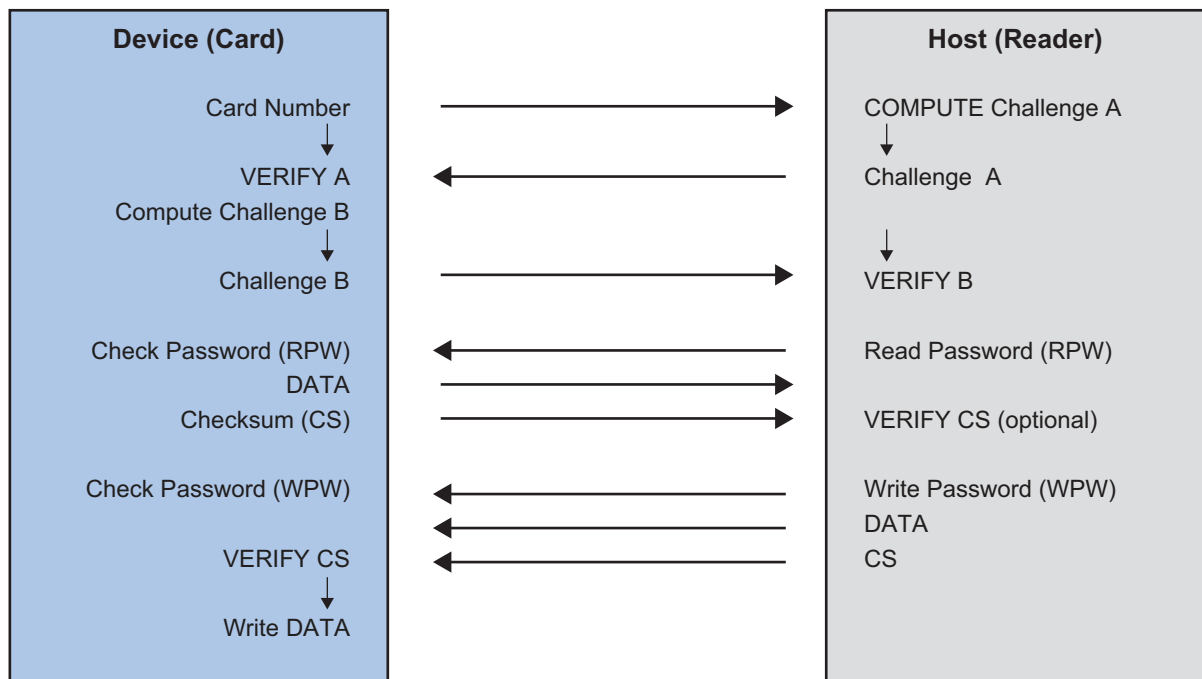 Device (Card)
Host (Reader)
Card Number
COMPUTE Challenge A
VERIFY A
Challenge A
Compute Challenge B
Challenge B
VERIFY B
Check Password (RPW)
Read Password (RPW)
DATA
Checksum (CS)
VERIFY CS (optional)
Check Password (WPW)
Write Password (WPW)
DATA
VERIFY CS
CS
Write DATA